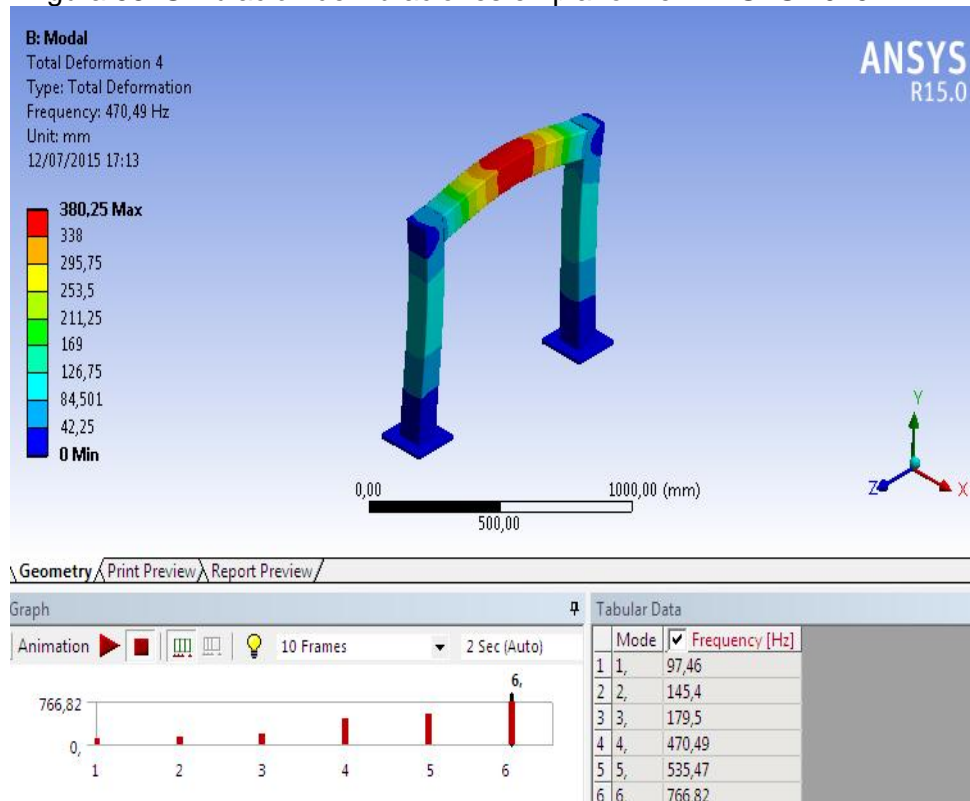 B: Modal
Total Deformation 4
Type: Total Deformation
Frequency: 470,49 Hz
Unit: mm
12/07/2015 17:13
ANSYS
R15.0
380,25 Max
338
295,75
253,5
211,25
169
126,75
84,501
42,25
0 Min
0,00
1000,00 (mm)
500,00
Y
Z
X
Geometry
Print Preview
Report Preview
Graph
Animation
10 Frames
2 Sec (Auto)
6,
766,82
0,
1 2 3 4 5 6
Tabular Data
Mode Frequency [Hz]
1 1, 97,46
2 2, 145,4
3 3, 179,5
4 4, 470,49
5 5, 535,47
6 6, 766,82